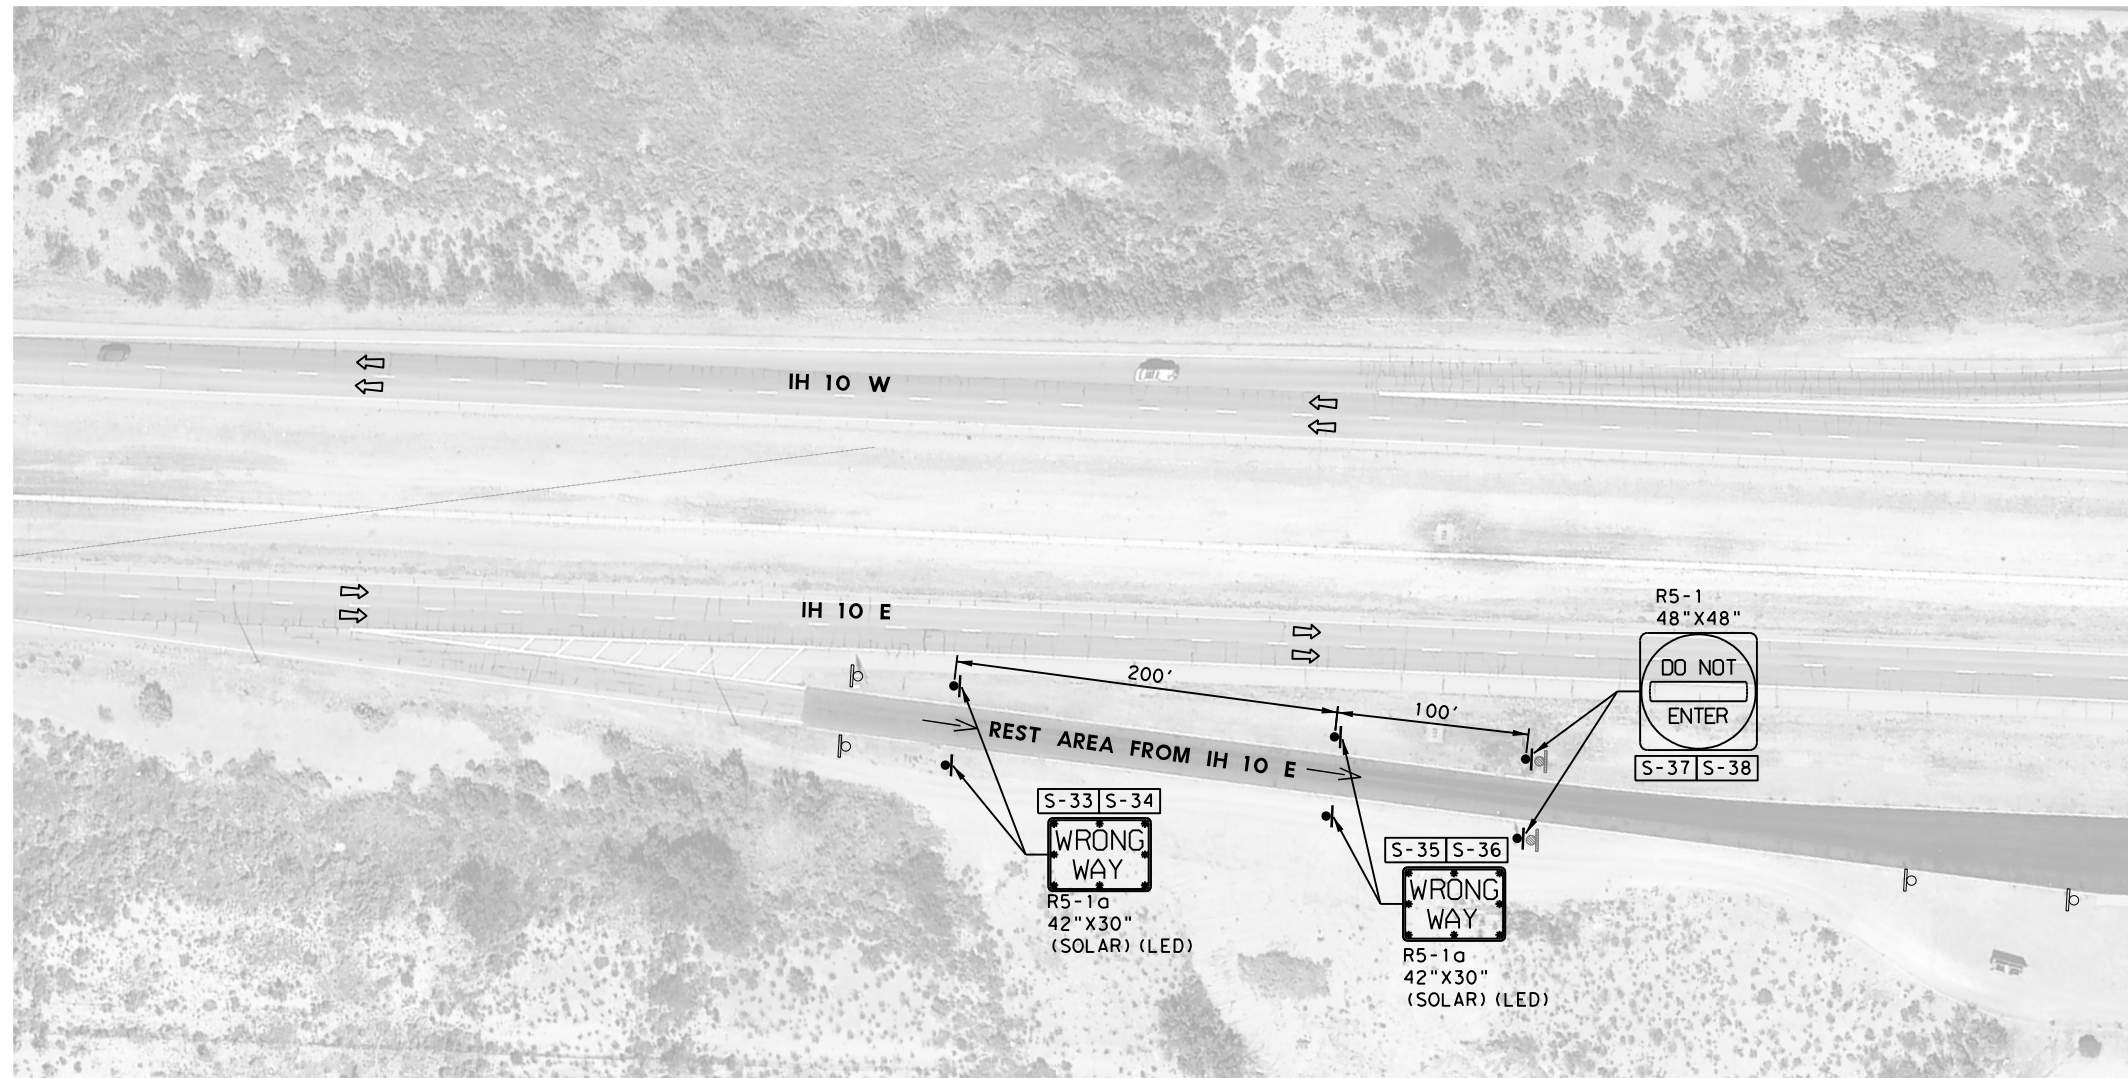 IH 10 W
IH 10 E
R5-1
48"X48"
DO NOT
ENTER
S-37 S-38
200'
100'
REST AREA FROM IH 10 E
S-33 S-34
WRONG
WAY
R5-1a
42"X30"
(SOLAR) (LED)
S-35 S-36
WRONG
WAY
R5-1a
42"X30"
(SOLAR) (LED)